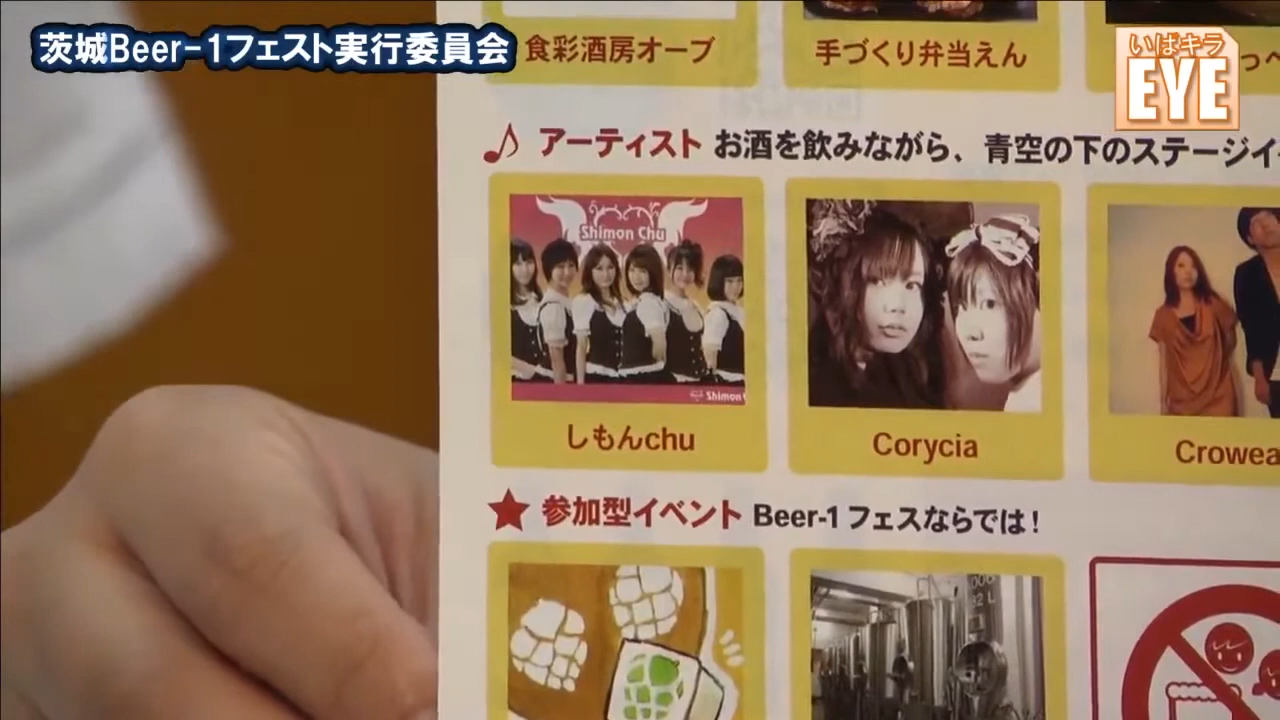 茨城Beer-1フェスト実行委員会
いばキラ
EYE
食彩酒房オーブ
手づくり弁当えん
♪ アーティスト お酒を飲みながら、青空の下のステージイ
Shimon Chu
Shimon
しもんchu
Corycia
Crowea
★ 参加型イベント Beer-1フェスならでは!